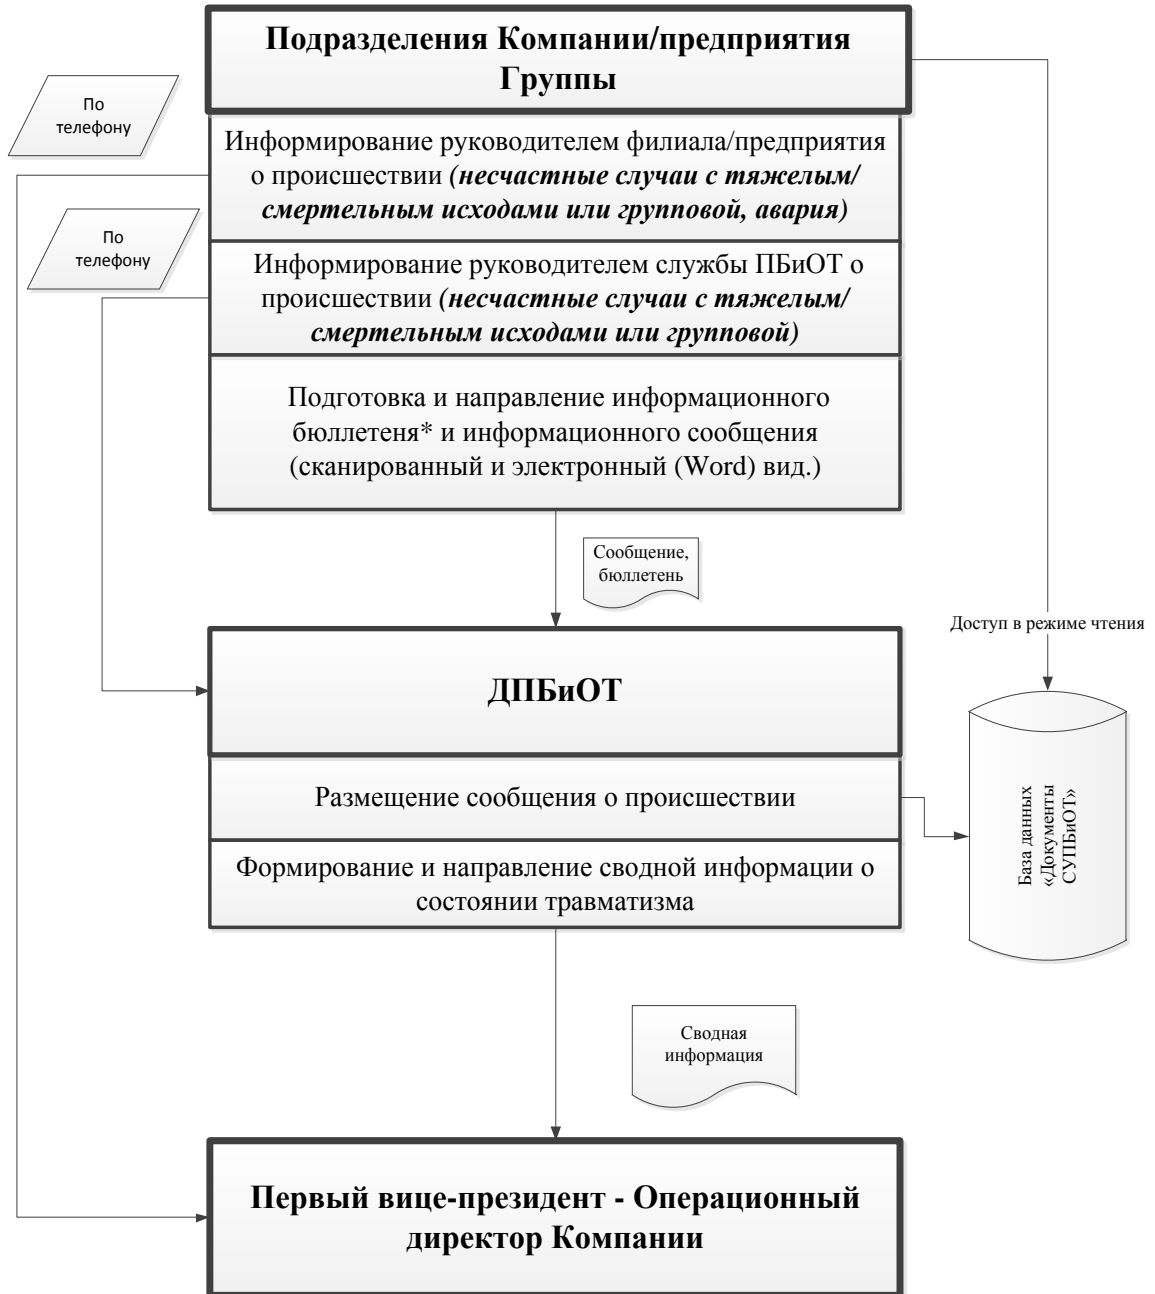 Подразделения Компании/предприятия
Группы
По
телефону
Информирование руководителем филиала/предприятия
о происшествии (несчастные случаи с тяжелым/
смертельным исходами или групповой, авария)
По
телефону
Информирование руководителем службы ПБиОТ о
происшествии (несчастные случаи с тяжелым/
смертельным исходами или групповой)
Подготовка и направление информационного
бюллетеня* и информационного сообщения
(сканированный и электронный (Word) вид.)
Сообщение,
бюллетень
Доступ в режиме чтения
ДПБиОТ
Размещение сообщения о происшествии
База данных
«Документы
СУПБиОТ»
Формирование и направление сводной информации о
состоянии травматизма
Сводная
информация
Первый вице-президент - Операционный
директор Компании